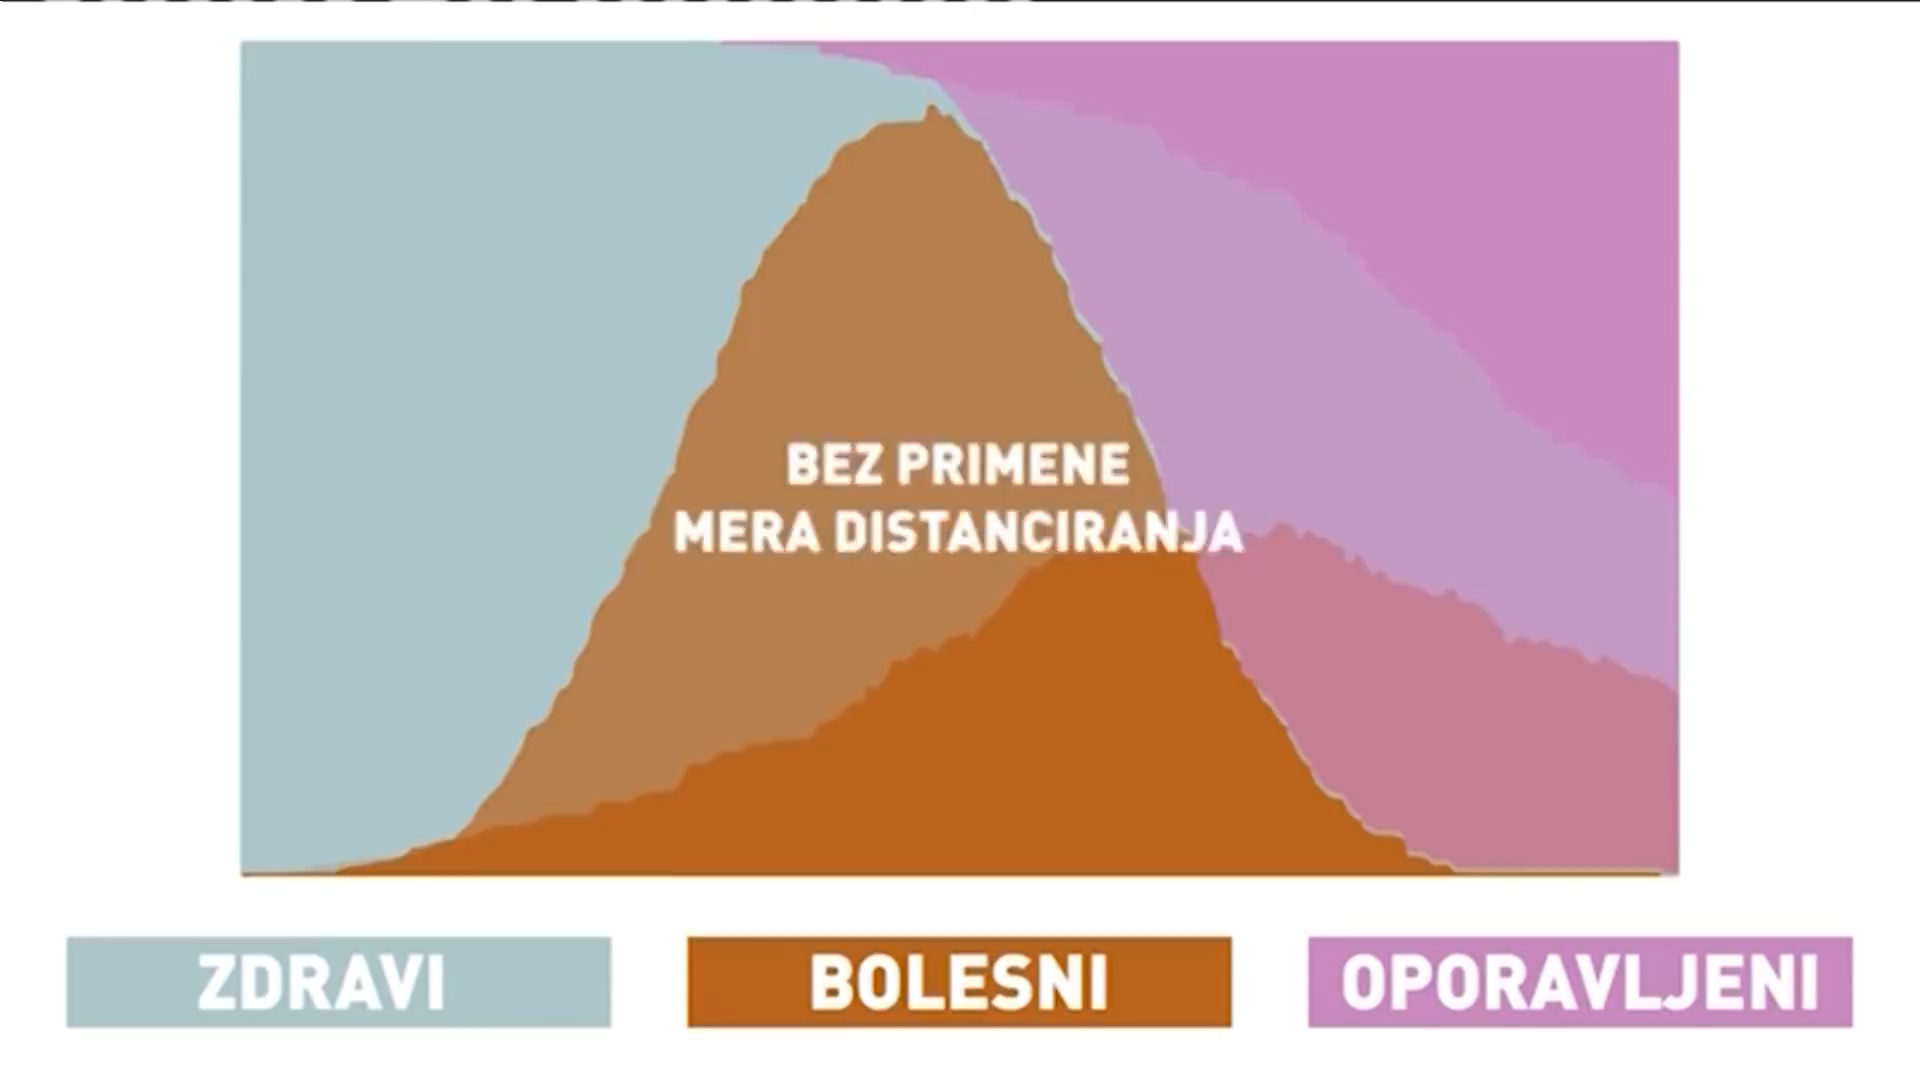 BEZ PRIMENE
MERA DISTANCIRANJA
ZDRAVI
BOLESNI
OPORAVLJENI